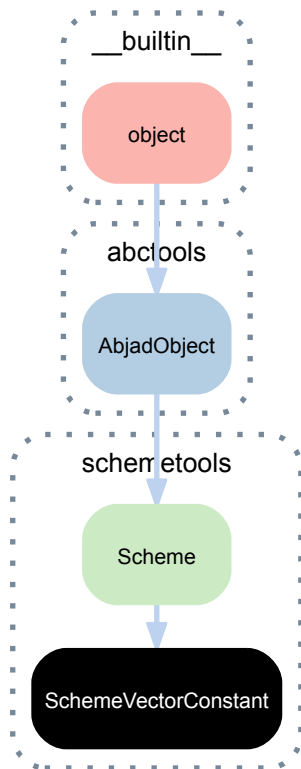 __builtin__
object
abctools
AbjadObject
schemetools
Scheme
SchemeVectorConstant